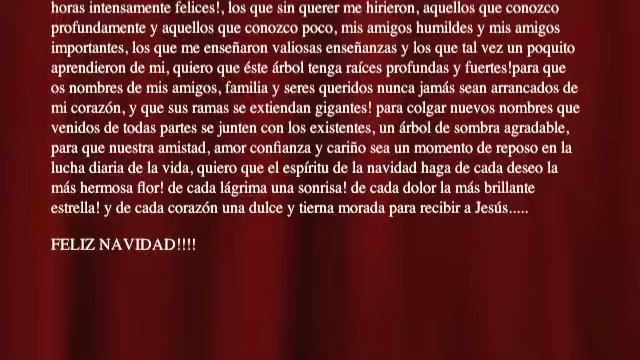 horas intensamente felices!, los que sin querer me hirieron, aquellos que conozco
profundamente y aquellos que conozco poco, mis amigos humildes y mis amigos
importantes, los que me enseñaron valiosas enseñanzas y los que tal vez un poquito
aprendieron de mi, quiero que éste árbol tenga raíces profundas y fuertes!para que
os nombres de mis amigos, familia y seres queridos nunca jamás sean arrancados de
mi corazón, y que sus ramas se extiendan gigantes! para colgar nuevos nombres que
venidos de todas partes se junten con los existentes, un árbol de sombra agradable,
para que nuestra amistad, amor confianza y cariño sea un momento de reposo en la
lucha diaria de la vida, quiero que el espíritu de la navidad haga de cada deseo la
más hermosa flor! de cada lágrima una sonrisa! de cada dolor la más brillante
estrella! y de cada corazón una dulce y tierna morada para recibir a Jesús.....
FELIZ NAVIDAD!!!!